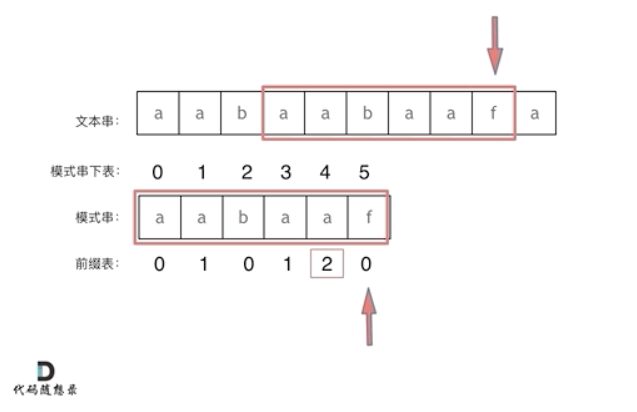 文本串: a a b a a b a a f a
模式串下表: 0 1 2 3 4 5
模式串: a a b a a f
前缀表: 0 1 0 1 2 0
D
代码随想录